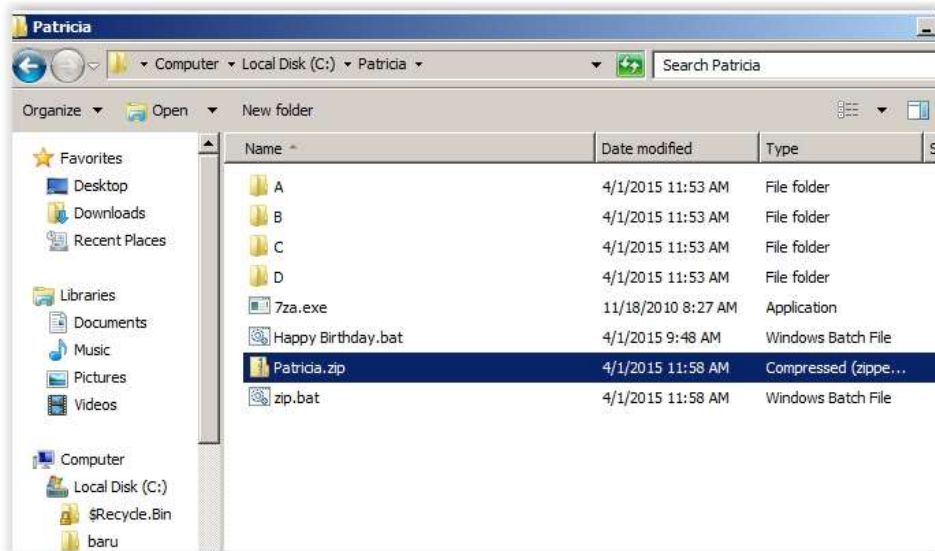 Patricia
Computer Local Disk (C:) Patricia Search Patricia
Organize Open New folder
Name Date modified Type S
Favorites
Desktop
Downloads
Recent Places
Libraries
Documents
Music
Pictures
Videos
Computer
Local Disk (C:)
$Recycle.Bin
baru
A 4/1/2015 11:53 AM File folder
B 4/1/2015 11:53 AM File folder
C 4/1/2015 11:53 AM File folder
D 4/1/2015 11:53 AM File folder
7za.exe 11/18/2010 8:27 AM Application
Happy Birthday.bat 4/1/2015 9:48 AM Windows Batch File
Patricia.zip 4/1/2015 11:58 AM Compressed (zippe...
zip.bat 4/1/2015 11:58 AM Windows Batch File